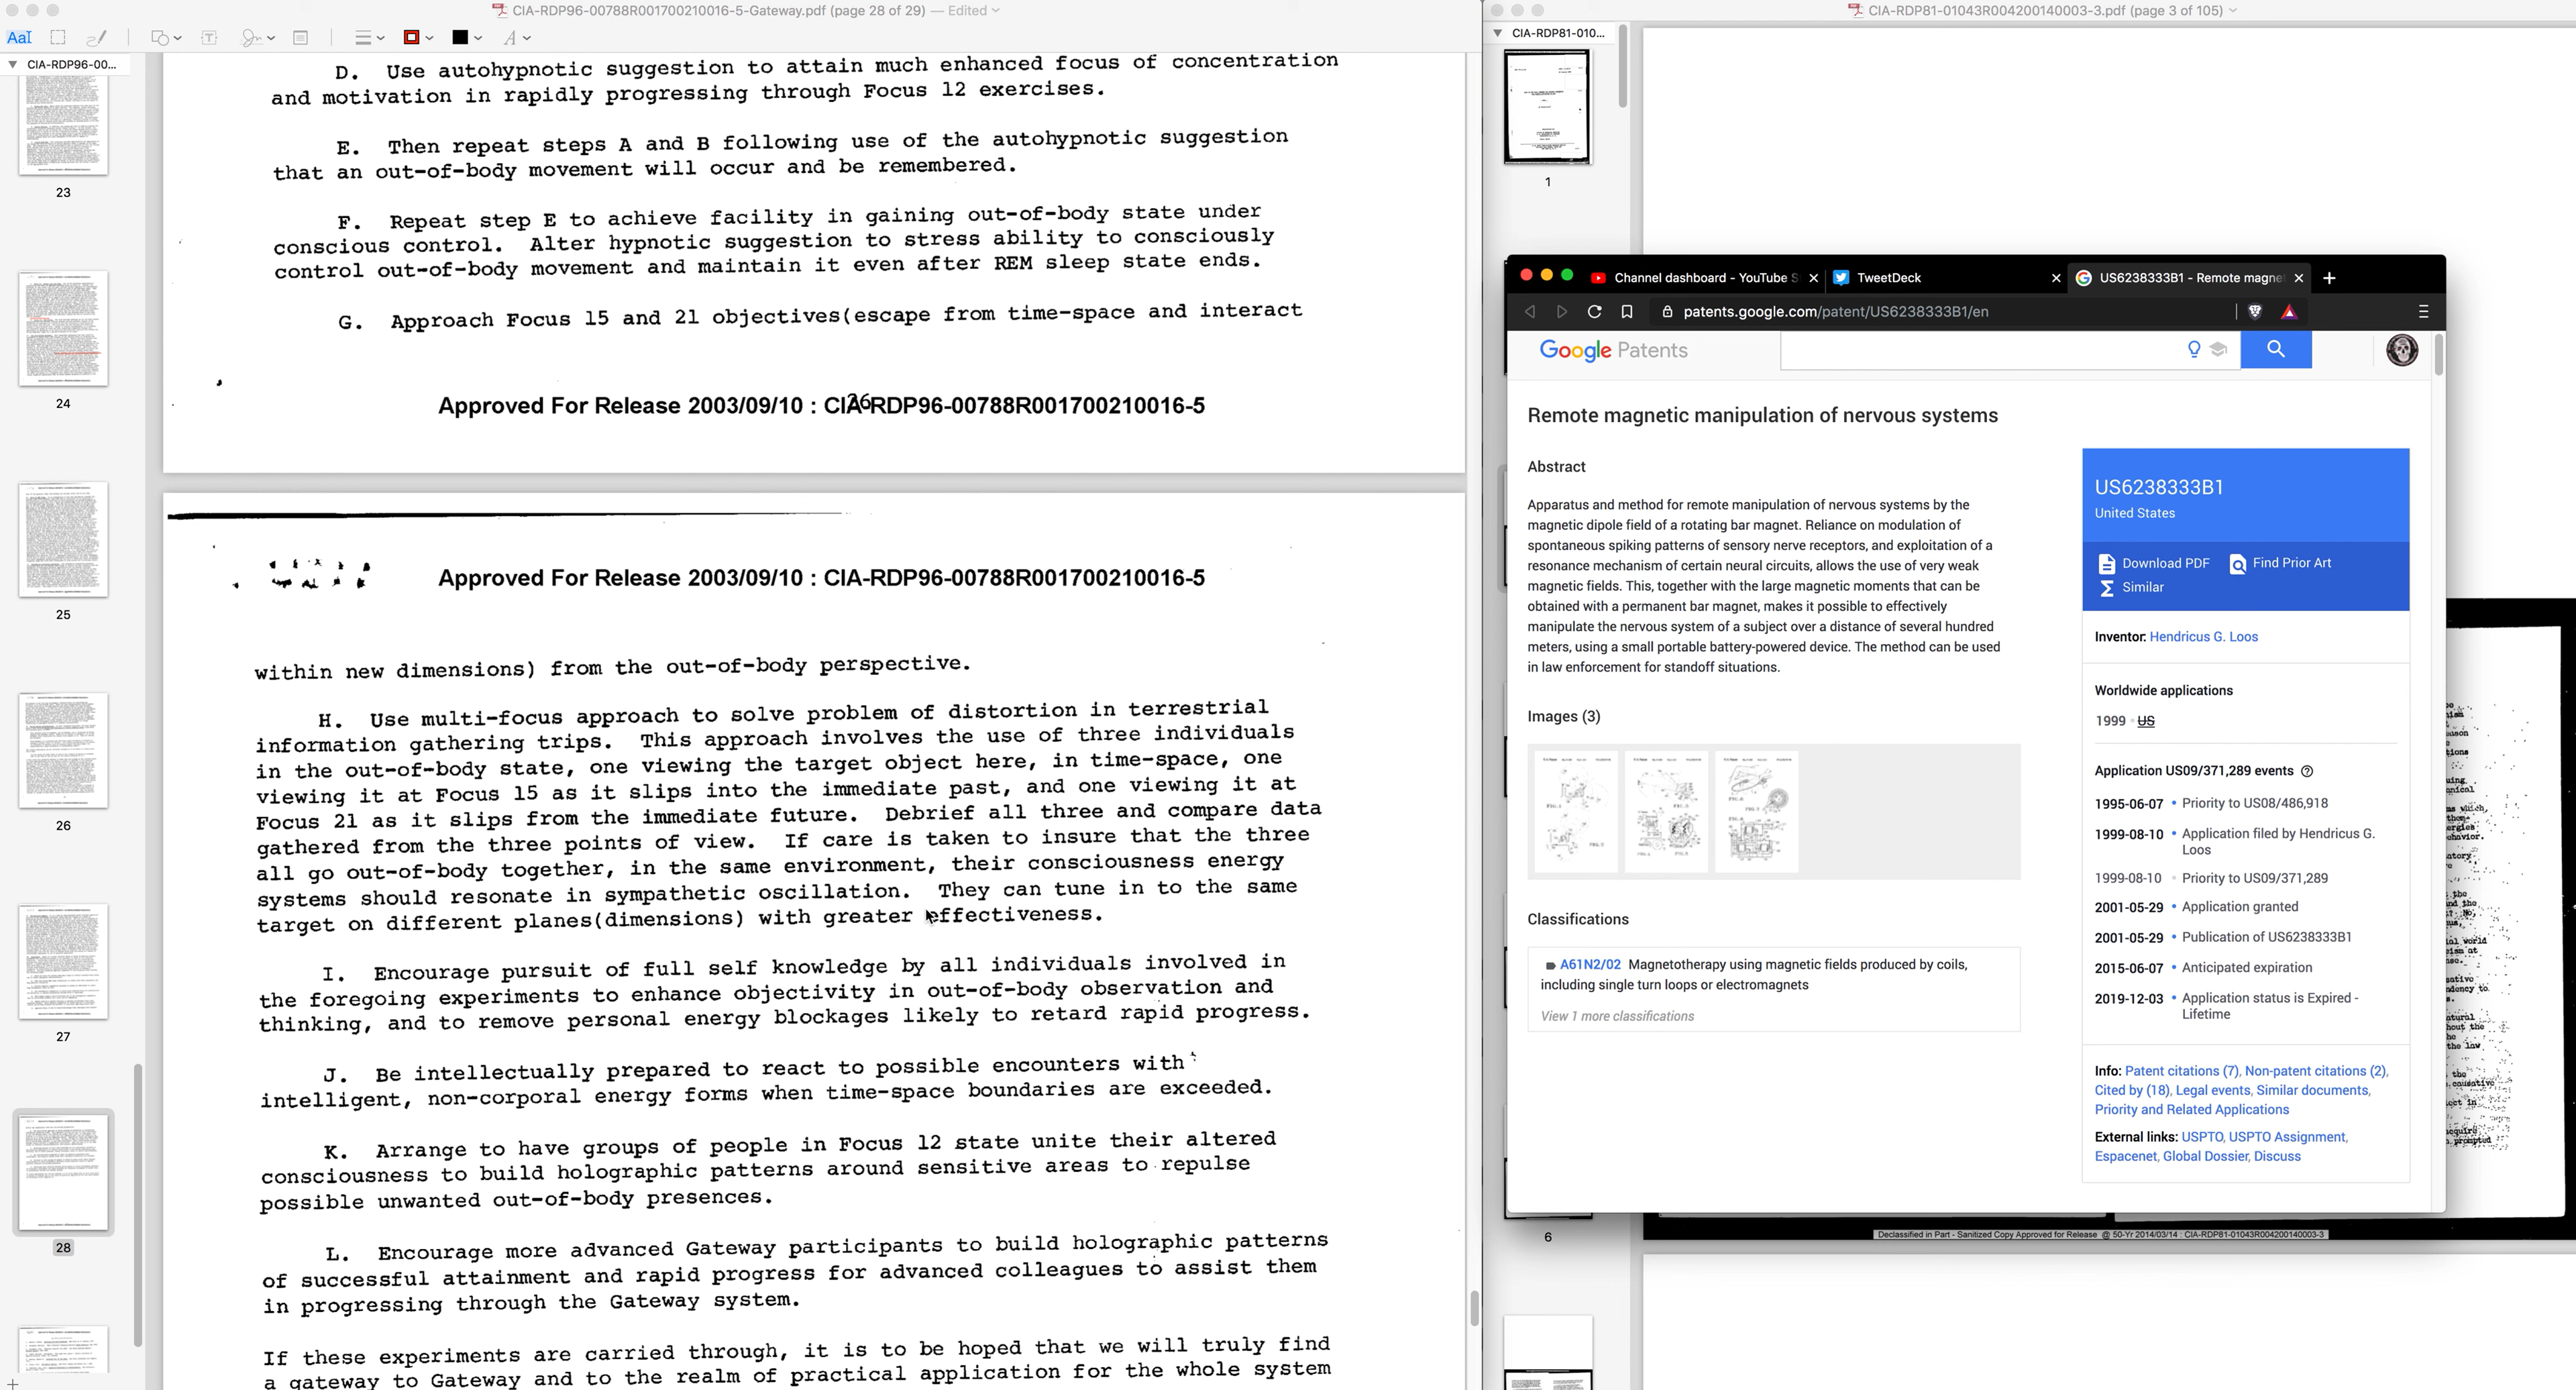 CIA-RDP96-00788R001700210016-5-Gateway.pdf (page 28 of 29) — Edited
CIA-RDP96-00...
23
24
25
26
27
28
D. Use autohypnotic suggestion to attain much enhanced focus of concentration
and motivation in rapidly progressing through Focus 12 exercises.
E. Then repeat steps A and B following use of the autohypnotic suggestion
that an out-of-body movement will occur and be remembered.
F. Repeat step E to achieve facility in gaining out-of-body state under
conscious control. Alter hypnotic suggestion to stress ability to consciously
control out-of-body movement and maintain it even after REM sleep state ends.
G. Approach Focus 15 and 21 objectives(escape from time-space and interact
26
Approved For Release 2003/09/10 : CIA-RDP96-00788R001700210016-5
Approved For Release 2003/09/10 : CIA-RDP96-00788R001700210016-5
within new dimensions) from the out-of-body perspective.
H. Use multi-focus approach to solve problem of distortion in terrestrial
information gathering trips. This approach involves the use of three individuals
in the out-of-body state, one viewing the target object here, in time-space, one
viewing it at Focus 15 as it slips into the immediate past, and one viewing it at
Focus 21 as it slips from the immediate future. Debrief all three and compare data
gathered from the three points of view. If care is taken to insure that the three
all go out-of-body together, in the same environment, their consciousness energy
systems should resonate in sympathetic oscillation. They can tune in to the same
target on different planes(dimensions) with greater effectiveness.
I. Encourage pursuit of full self knowledge by all individuals involved in
the foregoing experiments to enhance objectivity in out-of-body observation and
thinking, and to remove personal energy blockages likely to retard rapid progress.
J. Be intellectually prepared to react to possible encounters with
intelligent, non-corporal energy forms when time-space boundaries are exceeded.
K. Arrange to have groups of people in Focus 12 state unite their altered
consciousness to build holographic patterns around sensitive areas to repulse
possible unwanted out-of-body presences.
L. Encourage more advanced Gateway participants to build holographic patterns
of successful attainment and rapid progress for advanced colleagues to assist them
in progressing through the Gateway system.
If these experiments are carried through, it is to be hoped that we will truly find
a gateway to Gateway and to the realm of practical application for the whole system
CIA-RDP81-01043R004200140003-3.pdf (page 3 of 105)
CIA-RDP81-010...
1
6
Channel dashboard - YouTube S
TweetDeck
US6238333B1 - Remote magne
patents.google.com/patent/US6238333B1/en
Google Patents
Remote magnetic manipulation of nervous systems
Abstract
Apparatus and method for remote manipulation of nervous systems by the
magnetic dipole field of a rotating bar magnet. Reliance on modulation of
spontaneous spiking patterns of sensory nerve receptors, and exploitation of a
resonance mechanism of certain neural circuits, allows the use of very weak
magnetic fields. This, together with the large magnetic moments that can be
obtained with a permanent bar magnet, makes it possible to effectively
manipulate the nervous system of a subject over a distance of several hundred
meters, using a small portable battery-powered device. The method can be used
in law enforcement for standoff situations.
Images (3)
Classifications
A61N2/02 Magnetotherapy using magnetic fields produced by coils,
including single turn loops or electromagnets
View 1 more classifications
US6238333B1
United States
Download PDF Find Prior Art
Similar
Inventor: Hendricus G. Loos
Worldwide applications
1999 US
Application US09/371,289 events
1995-06-07 Priority to US08/486,918
1999-08-10 Application filed by Hendricus G.
Loos
1999-08-10 Priority to US09/371,289
2001-05-29 Application granted
2001-05-29 Publication of US6238333B1
2015-06-07 Anticipated expiration
2019-12-03 Application status is Expired -
Lifetime
Info: Patent citations (7), Non-patent citations (2),
Cited by (18), Legal events, Similar documents,
Priority and Related Applications
External links: USPTO, USPTO Assignment,
Espacenet, Global Dossier, Discuss
Declassified in Part - Sanitized Copy Approved for Release @ 50-Yr 2014/03/14 : CIA-RDP81-01043R004200140003-3